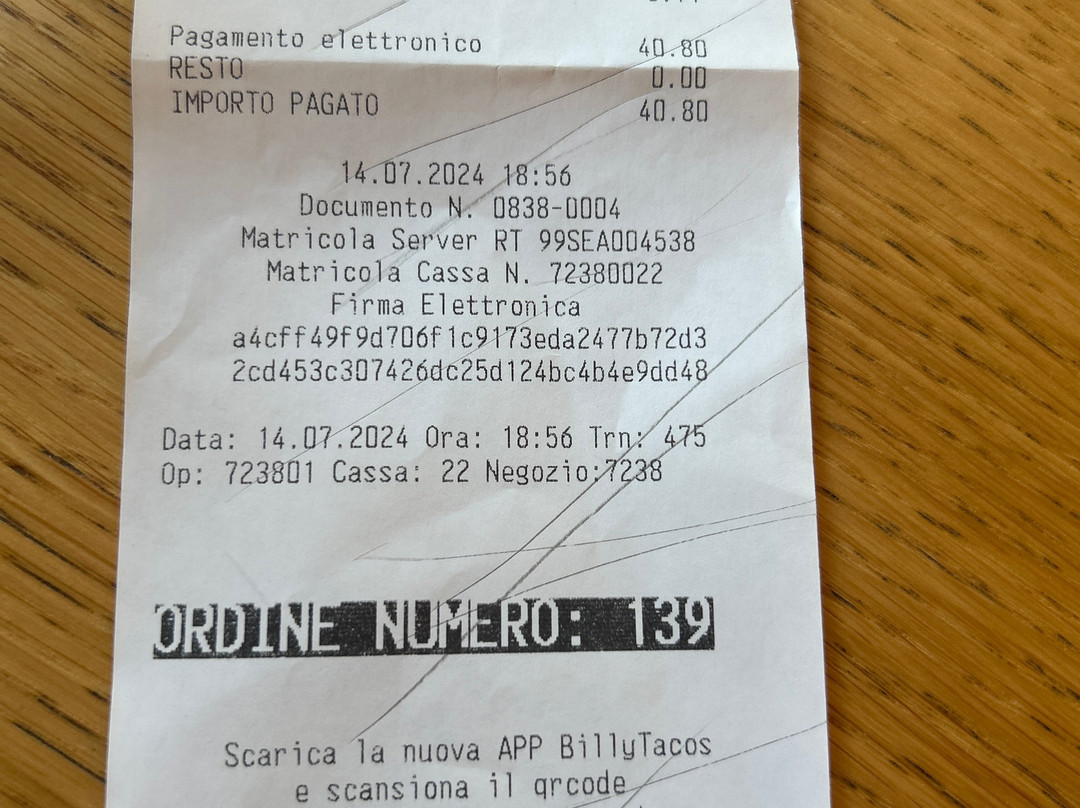 Pagamento elettronico 40.80
RESTO 0.00
IMPORTO PAGATO 40.80
14.07.2024 18:56
Documento N. 0838-0004
Matricola Server RT 99SEA004538
Matricola Cassa N. 72380022
Firma Elettronica
a4cff49f9d706f1c9173eda2477b72d3
2cd453c307426dc25d124bc4b4e9dd48
Data: 14.07.2024 Ora: 18:56 Trn: 475
Op: 723801 Cassa: 22 Negozio:7238
ORDINE NUMERO: 139
Scarica la nuova APP BillyTacos
e scansiona il qrcode